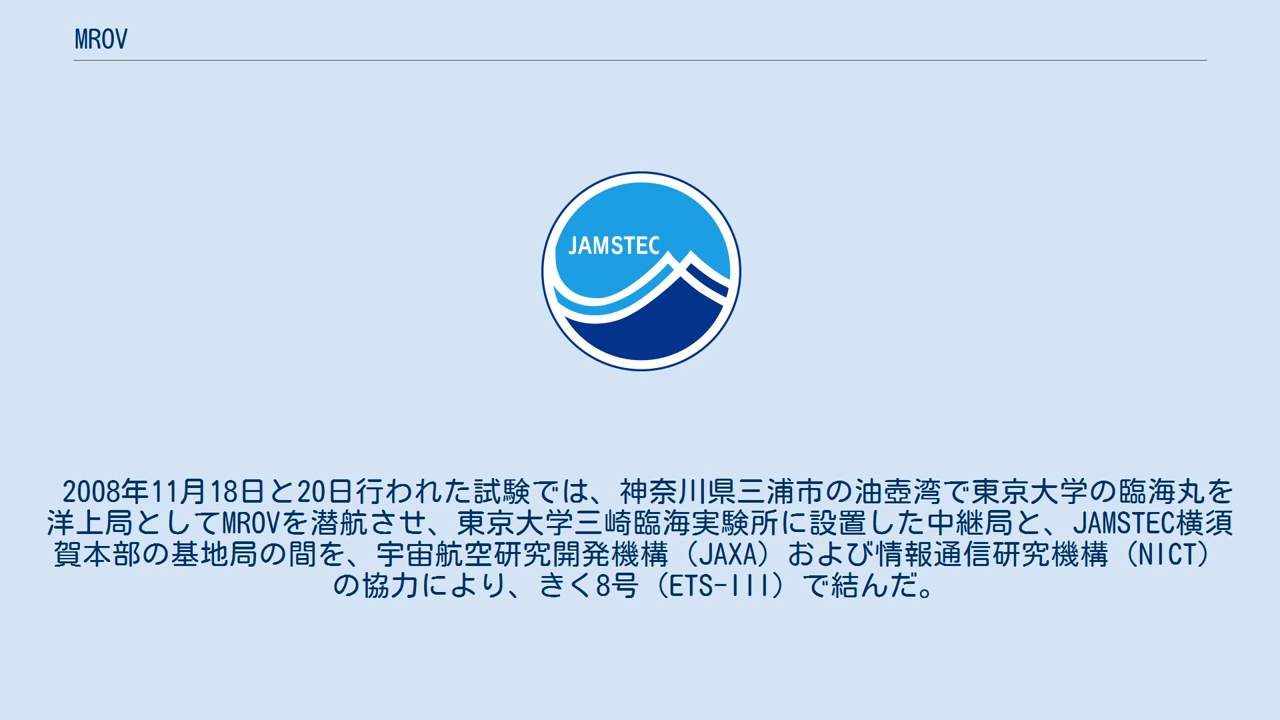 MROV
JAMSTEC
2008年11月18日と20日行われた試験では、神奈川県三浦市の油壺湾で東京大学の臨海丸を
洋上局としてMROVを潜航させ、東京大学三崎臨海実験所に設置した中継局と、JAMSTEC横須
賀本部の基地局の間を、宇宙航空研究開発機構（JAXA）および情報通信研究機構（NICT）
の協力により、きく8号（ETS-III）で結んだ。